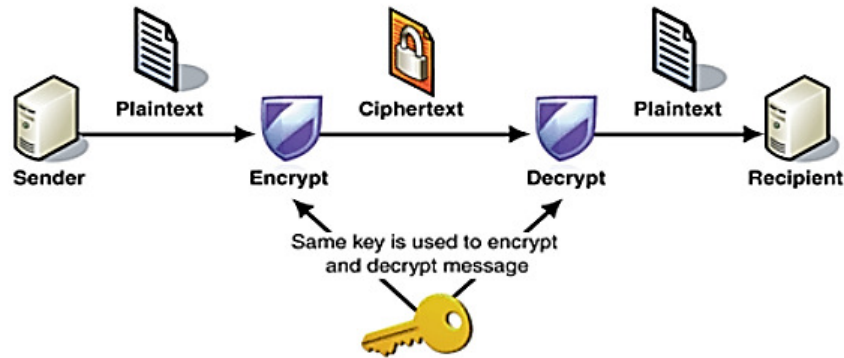 Plaintext
Ciphertext
Plaintext
Sender
Encrypt
Decrypt
Recipient
Same key is used to encrypt
and decrypt message